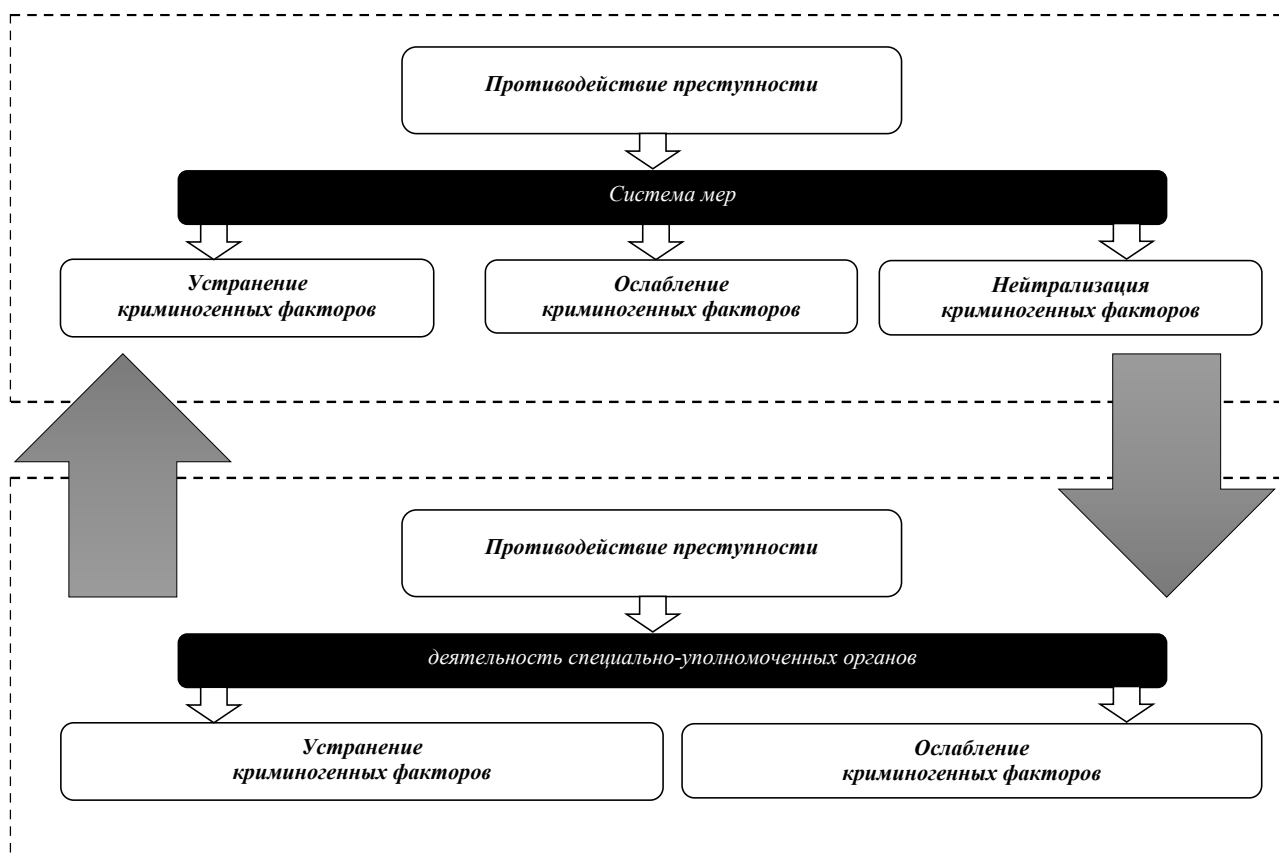 Противодействие преступности
Система мер
Устранение
криминогенных факторов
Ослабление
криминогенных факторов
Нейтрализация
криминогенных факторов
Противодействие преступности
деятельность специально-уполномоченных органов
Устранение
криминогенных факторов
Ослабление
криминогенных факторов